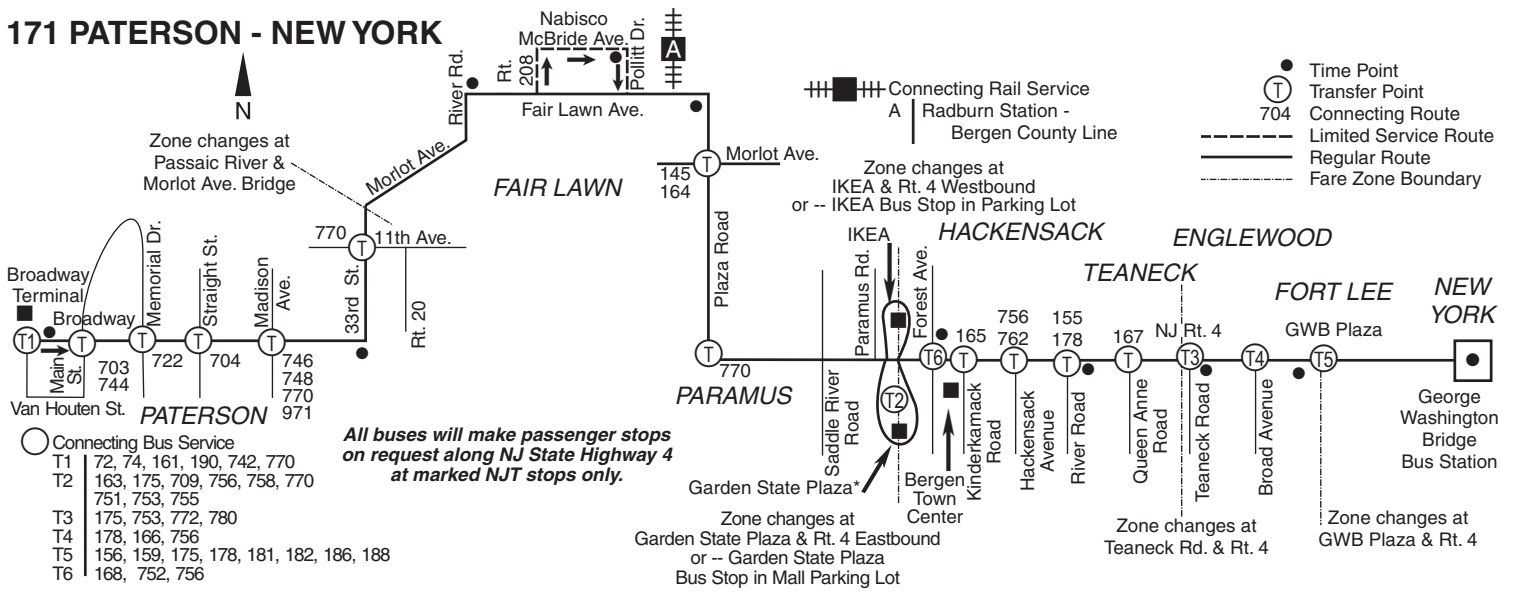 171 PATERSON - NEW YORK
N
Zone changes at
Passaic River &
Morlot Ave. Bridge
Nabisco
McBride Ave.
Rt. 208
Pollitt Dr.
A
River Rd.
Fair Lawn Ave.
Morlot Ave.
FAIR LAWN
T
Morlot Ave.
145
164
Connecting Rail Service
A
Radburn Station -
Bergen County Line
Time Point
T
Transfer Point
704
Connecting Route
Limited Service Route
Regular Route
Fare Zone Boundary
Zone changes at
IKEA & Rt. 4 Westbound
or -- IKEA Bus Stop in Parking Lot
770
T
11th Ave.
33rd St.
Rt. 20
Plaza Road
Broadway
Terminal
Broadway
Memorial Dr.
Straight St.
Madison
Ave.
T1
T
T
T
T
Main
St.
703
744
722
704
746
748
770
971
Van Houten St.
PATERSON
T
770
PARAMUS
Saddle River
Road
Paramus Rd.
IKEA
HACKENSACK
Forest Ave.
T2
T6
T
165
Kinderkamack
Road
756
762
T
Hackensack
Avenue
155
178
T
River Road
167
T
Queen Anne
Road
TEANECK
NJ Rt. 4
T3
Teaneck Road
ENGLEWOOD
T4
Broad Avenue
FORT LEE
GWB Plaza
T5
NEW
YORK
George
Washington
Bridge
Bus Station
Connecting Bus Service
T1 72, 74, 161, 190, 742, 770
T2 163, 175, 709, 756, 758, 770
751, 753, 755
T3 175, 753, 772, 780
T4 178, 166, 756
T5 156, 159, 175, 178, 181, 182, 186, 188
T6 168, 752, 756
All buses will make passenger stops
on request along NJ State Highway 4
at marked NJT stops only.
Garden State Plaza*
Bergen
Town
Center
Zone changes at
Garden State Plaza & Rt. 4 Eastbound
or -- Garden State Plaza
Bus Stop in Mall Parking Lot
Zone changes at
Teaneck Rd. & Rt. 4
Zone changes at
GWB Plaza & Rt. 4